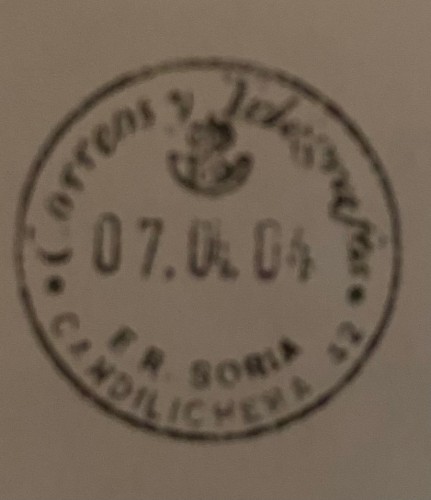 Correos y Telégrafos
07.04.04
E.R. SORIA
CANDILICHERA 42